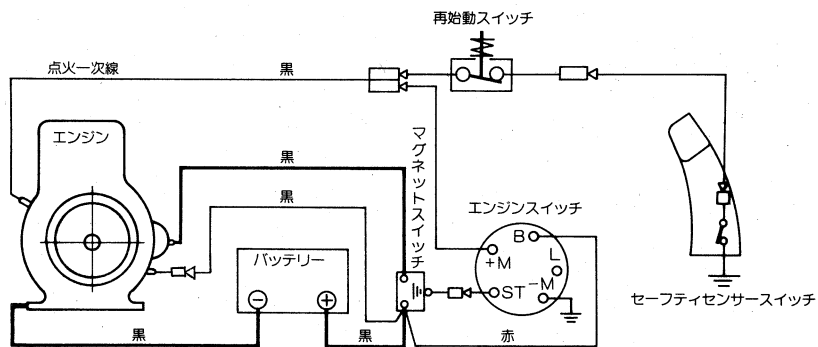 再始動スイッチ
点火一次線
黒
エンジン
黒
黒
マグネットスイッチ
エンジンスイッチ
B
L
+M
-M
ST
バッテリー
−
+
セーフティセンサースイッチ
黒
黒
赤